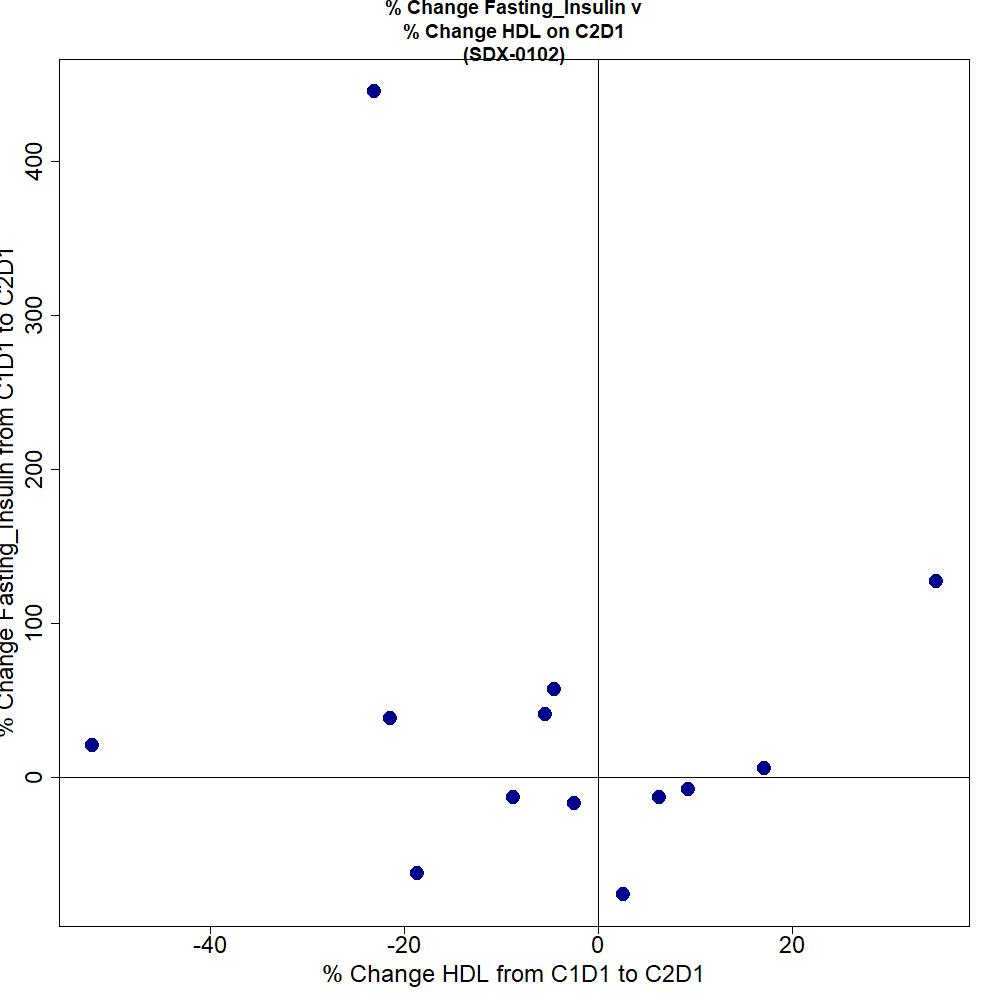 % Change Fasting_Insulin v
% Change HDL on C2D1
(SDX-0102)
% Change Fasting_Insulin from C1D1 to C2D1
400
300
200
100
0
-40
-20
0
20
% Change HDL from C1D1 to C2D1